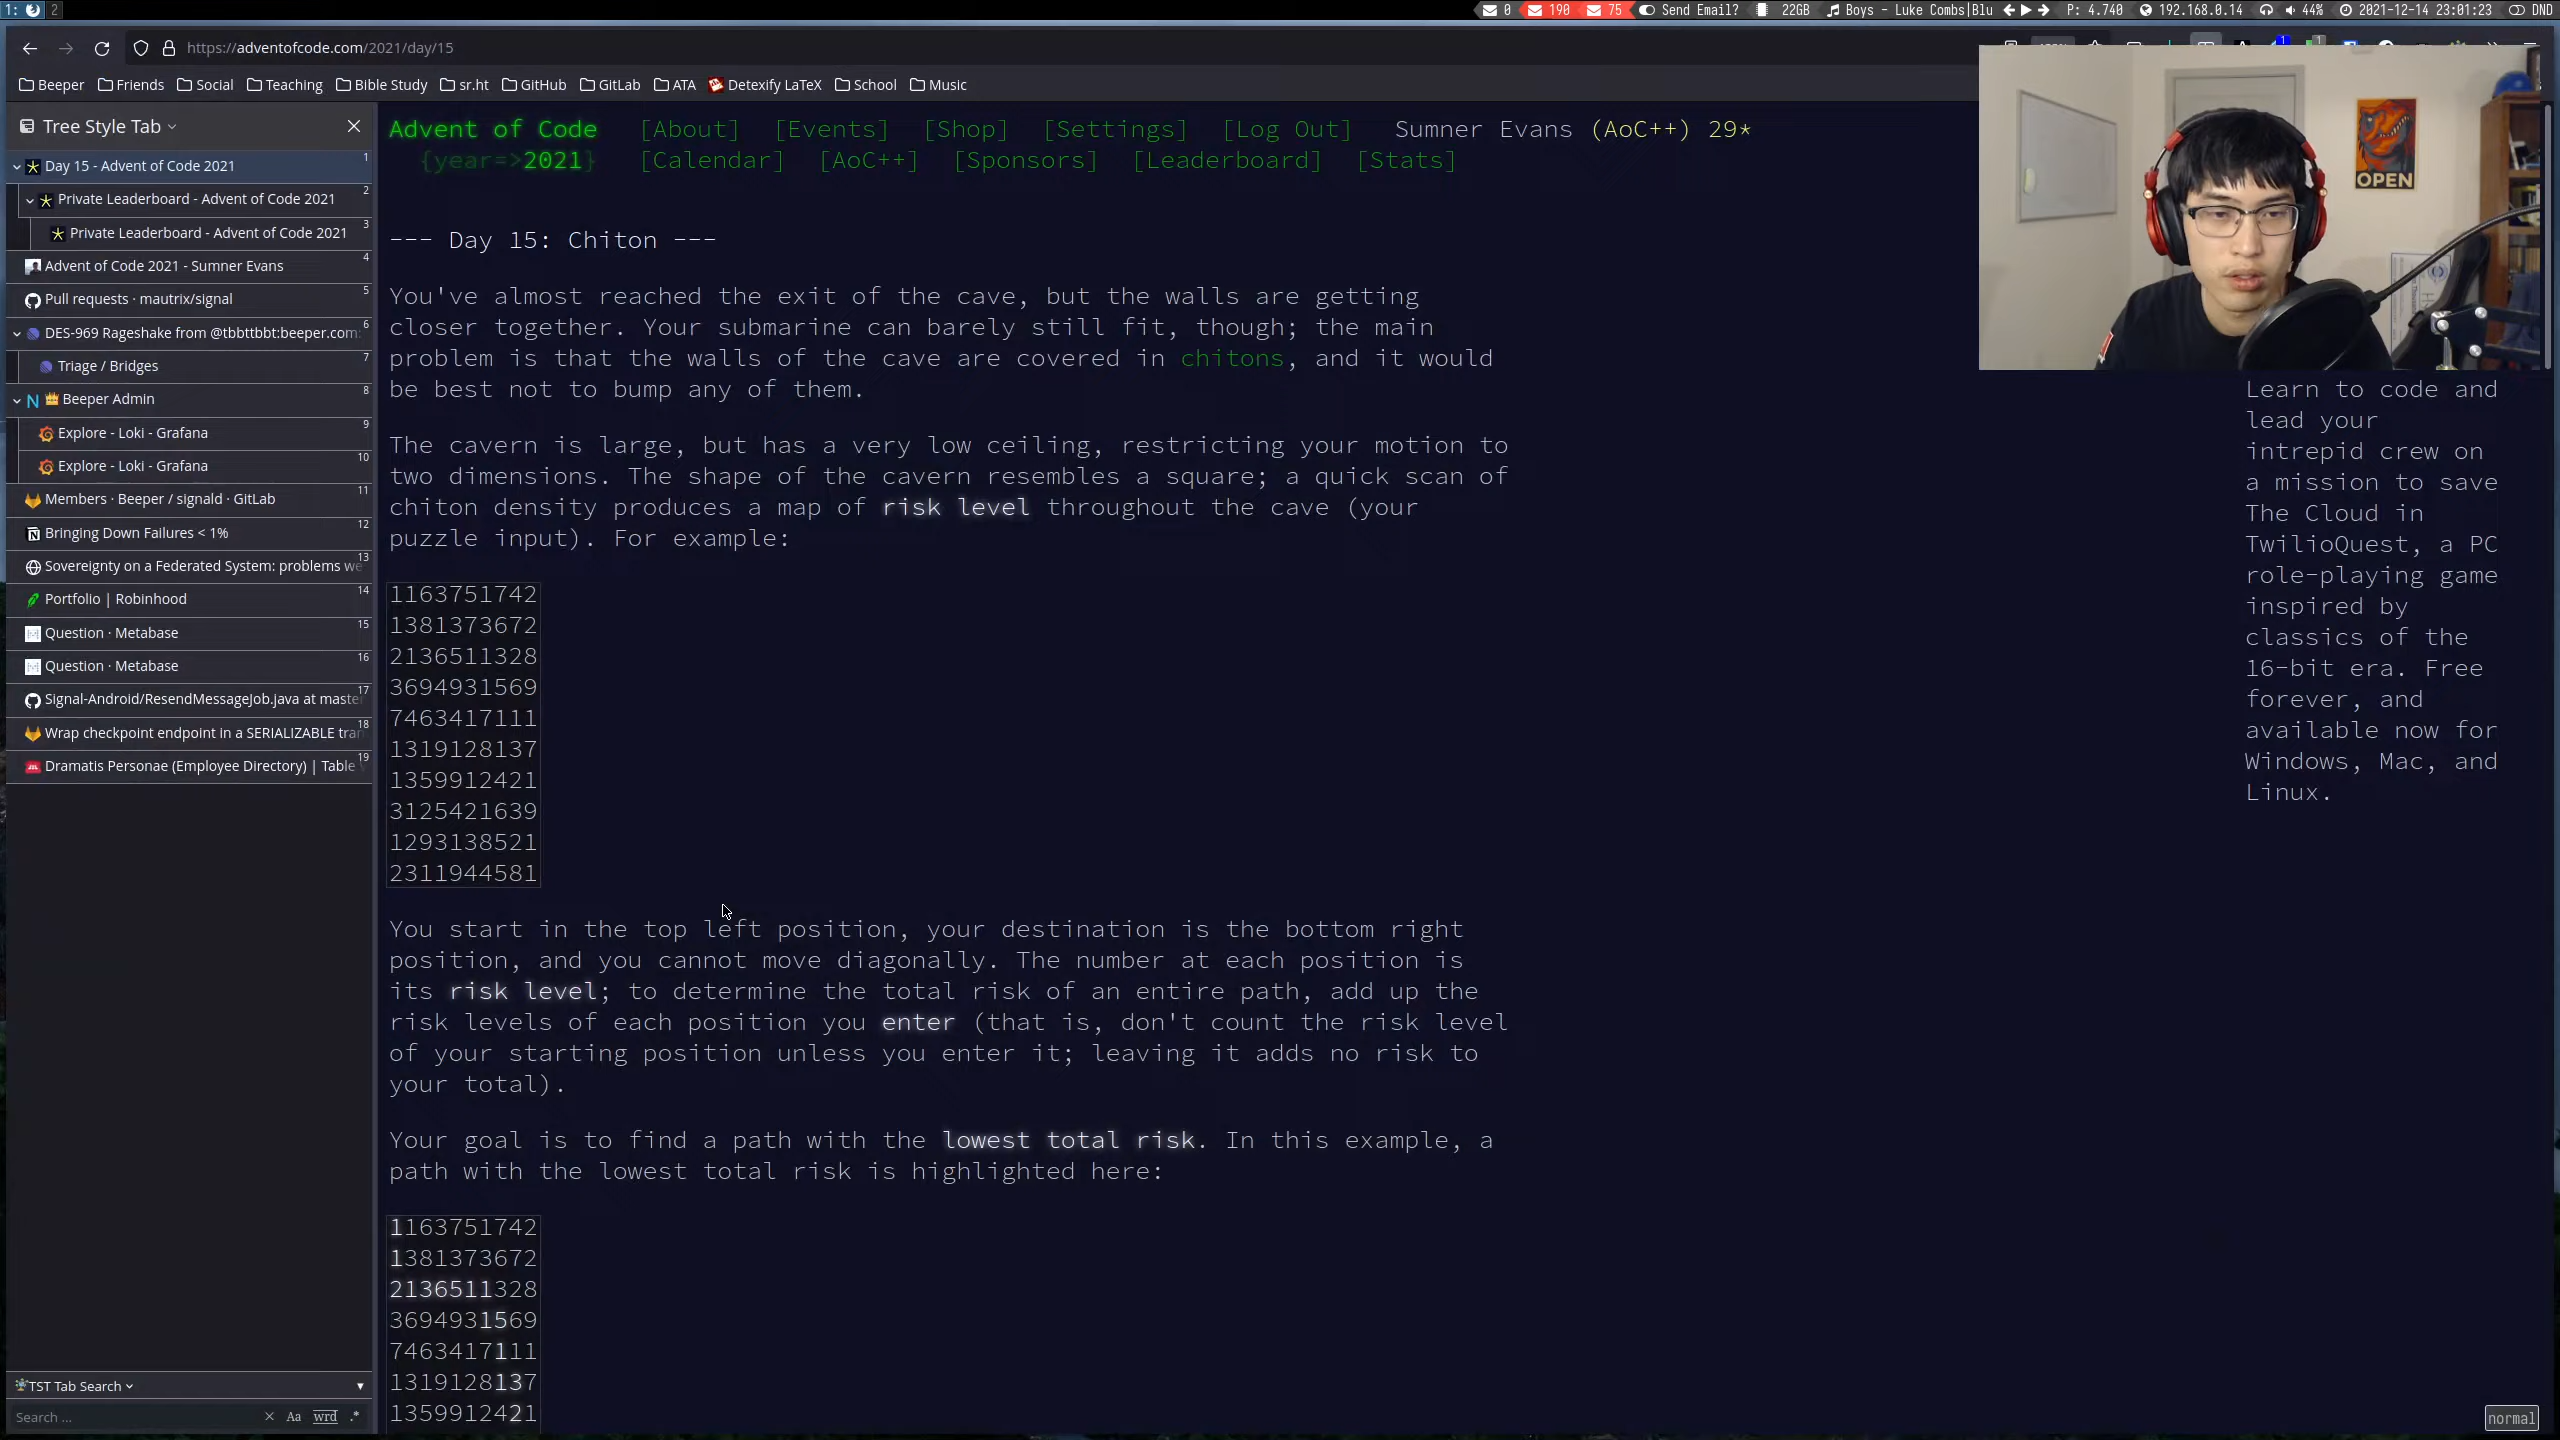 1: 2 0 190 75 Send Email? 22GB Boys - Luke Combs|Blu P: 4.740 192.168.0.14 44% 2021-12-14 23:01:23 DND
https://adventofcode.com/2021/day/15
Beeper Friends Social Teaching Bible Study sr.ht GitHub GitLab ATA Detexify LaTeX School Music
Tree Style Tab
Day 15 - Advent of Code 2021 1
Private Leaderboard - Advent of Code 2021 2
Private Leaderboard - Advent of Code 2021 3
Advent of Code 2021 - Sumner Evans 4
Pull requests · mautrix/signal 5
DES-969 Rageshake from @tbbttbbt:beeper.com: 6
Triage / Bridges 7
Beeper Admin 8
Explore - Loki - Grafana 9
Explore - Loki - Grafana 10
Members · Beeper / signald · GitLab 11
Bringing Down Failures < 1% 12
Sovereignty on a Federated System: problems we 13
Portfolio | Robinhood 14
Question · Metabase 15
Question · Metabase 16
Signal-Android/ResendMessageJob.java at maste 17
Wrap checkpoint endpoint in a SERIALIZABLE tran 18
Dramatis Personae (Employee Directory) | Table 19
TST Tab Search
Search ... Aa wrd .*
Advent of Code [About] [Events] [Shop] [Settings] [Log Out] Sumner Evans (AoC++) 29*
{year=>2021} [Calendar] [AoC++] [Sponsors] [Leaderboard] [Stats]
--- Day 15: Chiton ---
You've almost reached the exit of the cave, but the walls are getting
closer together. Your submarine can barely still fit, though; the main
problem is that the walls of the cave are covered in chitons, and it would
be best not to bump any of them.
The cavern is large, but has a very low ceiling, restricting your motion to
two dimensions. The shape of the cavern resembles a square; a quick scan of
chiton density produces a map of risk level throughout the cave (your
puzzle input). For example:
1163751742
1381373672
2136511328
3694931569
7463417111
1319128137
1359912421
3125421639
1293138521
2311944581
You start in the top left position, your destination is the bottom right
position, and you cannot move diagonally. The number at each position is
its risk level; to determine the total risk of an entire path, add up the
risk levels of each position you enter (that is, don't count the risk level
of your starting position unless you enter it; leaving it adds no risk to
your total).
Your goal is to find a path with the lowest total risk. In this example, a
path with the lowest total risk is highlighted here:
1163751742
1381373672
2136511328
3694931569
7463417111
1319128137
1359912421
OPEN
Learn to code and
lead your
intrepid crew on
a mission to save
The Cloud in
TwilioQuest, a PC
role-playing game
inspired by
classics of the
16-bit era. Free
forever, and
available now for
Windows, Mac, and
Linux.
normal